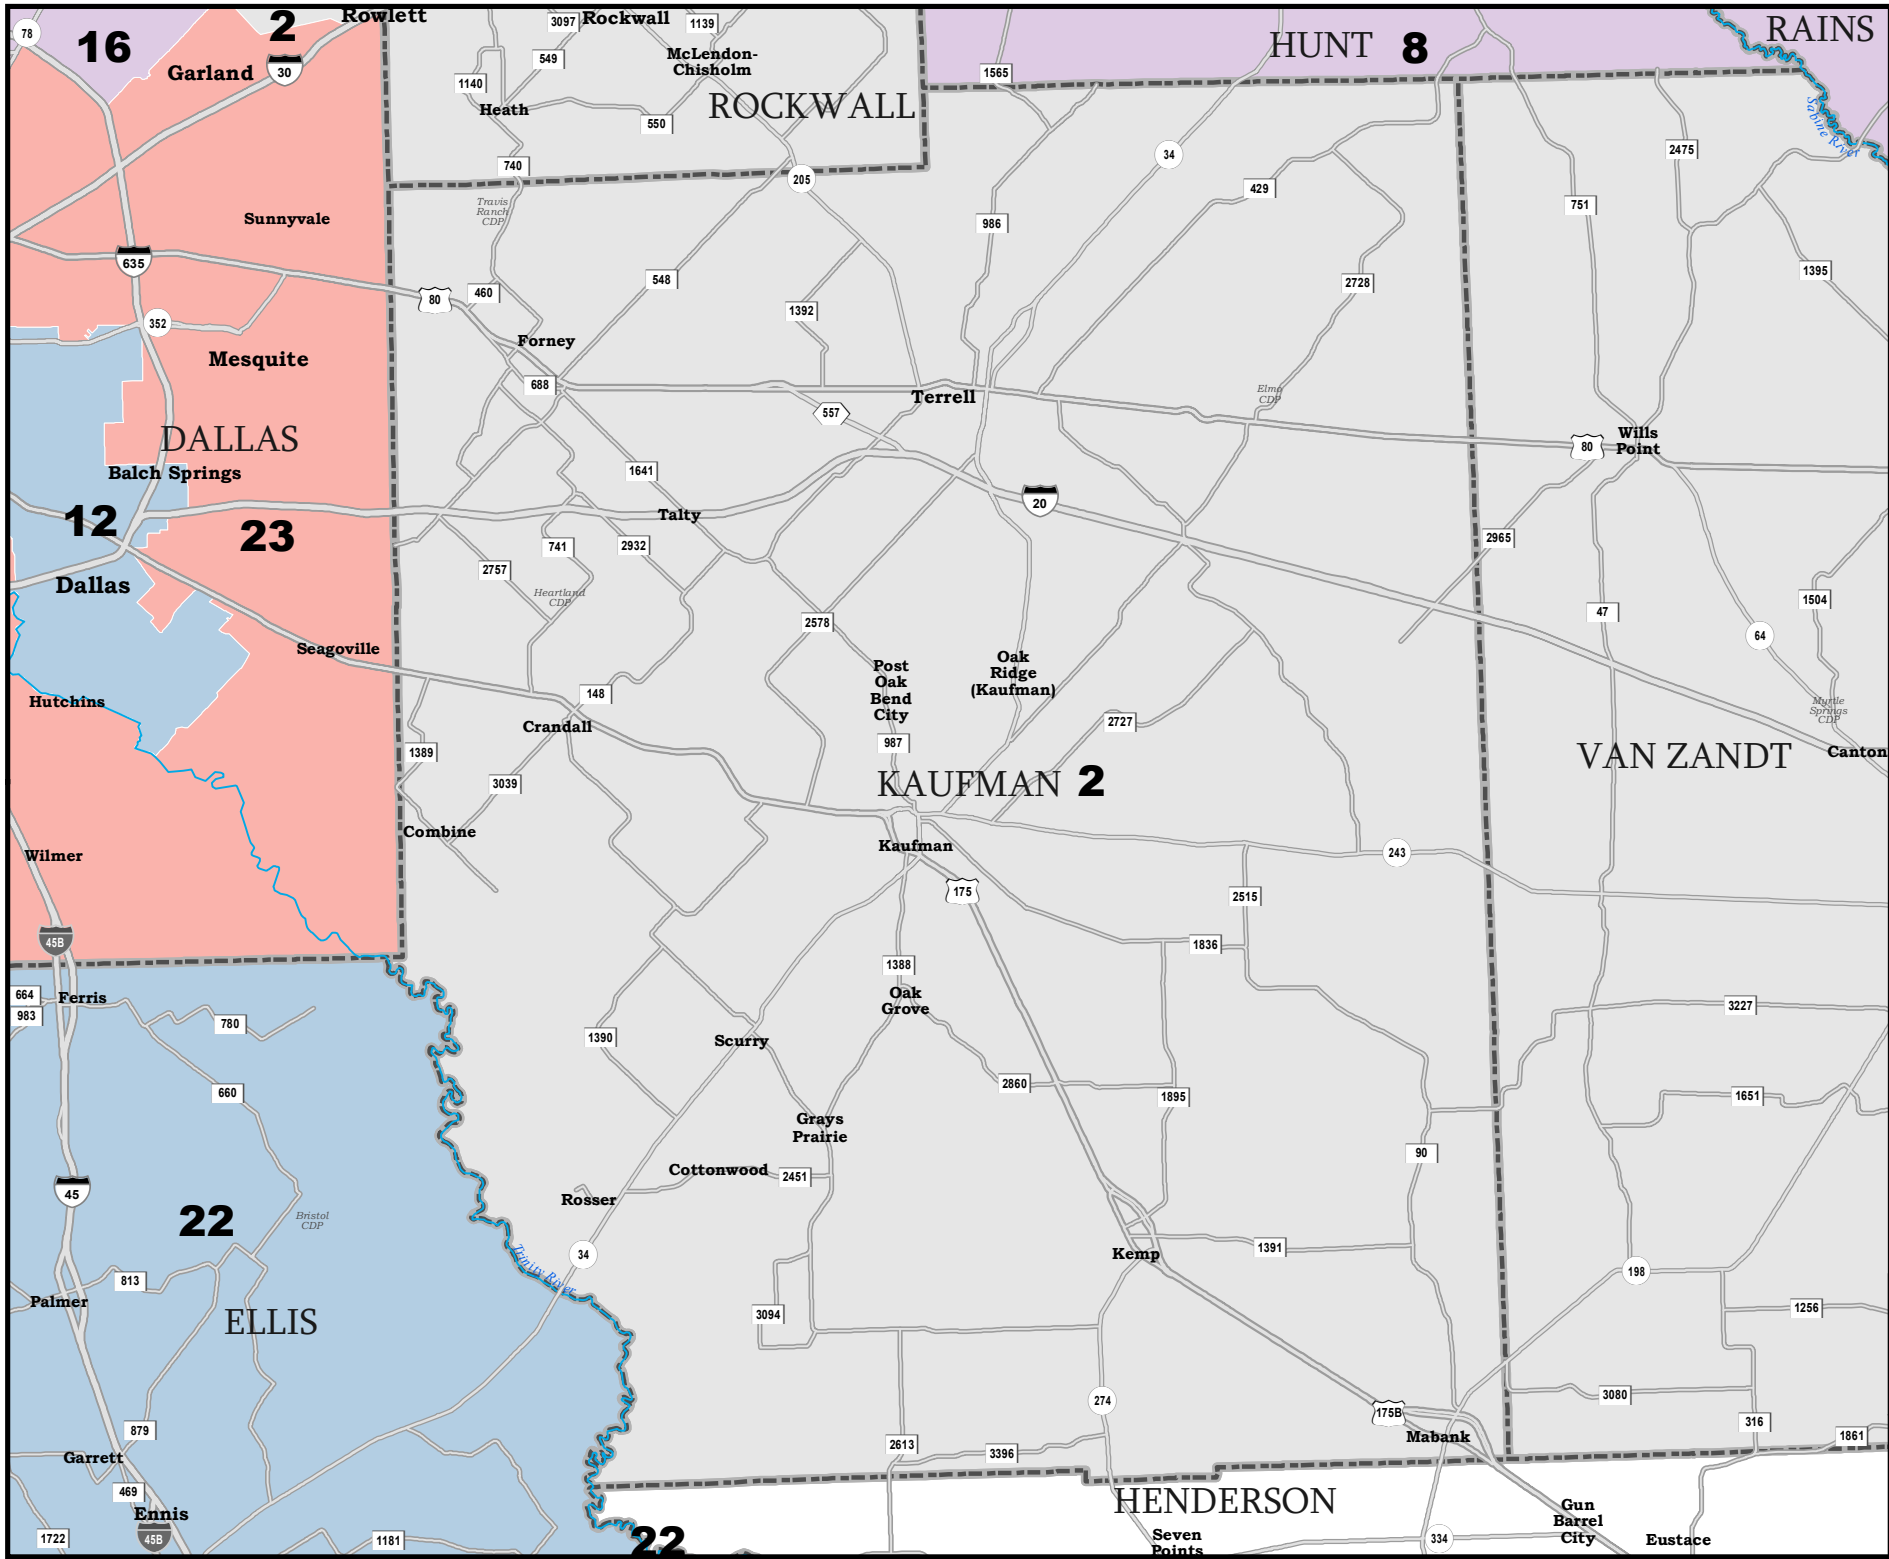 Rowlett
78
16
2
Garland
30
3097
Rockwall
1139
549
McLendon-
Chisholm
1140
Heath
ROCKWALL
550
740
205
HUNT 8
1565
RAINS
Sabine River
34
2475
429
751
986
Travis
Ranch
CDP
Sunnyvale
635
80
460
548
1392
2728
1395
352
Mesquite
Forney
688
557
Terrell
Elmo
CDP
DALLAS
Balch Springs
80
Wills
Point
1641
12
23
Talty
20
2965
741
2932
2757
Dallas
Heartland
CDP
2578
47
1504
64
Seagoville
Post
Oak
Bend
City
Oak
Ridge
(Kaufman)
148
Hutchins
Crandall
2727
987
Myrtle
Springs
CDP
Canton
VAN ZANDT
1389
3039
KAUFMAN 2
Combine
Kaufman
Wilmer
243
175
2515
45B
1836
1388
Oak
Grove
664
983
Ferris
780
3227
1390
Scurry
660
2860
1895
1651
Grays
Prairie
90
45
Cottonwood
2451
Rosser
22
Bristol
CDP
34
Trinity River
Kemp
1391
198
813
Palmer
ELLIS
3094
1256
274
3080
175B
Mabank
316
1861
879
Garrett
2613
3396
469
Ennis
45B
HENDERSON
Gun
Barrel
City
1722
1181
22
Seven
Points
334
Eustace